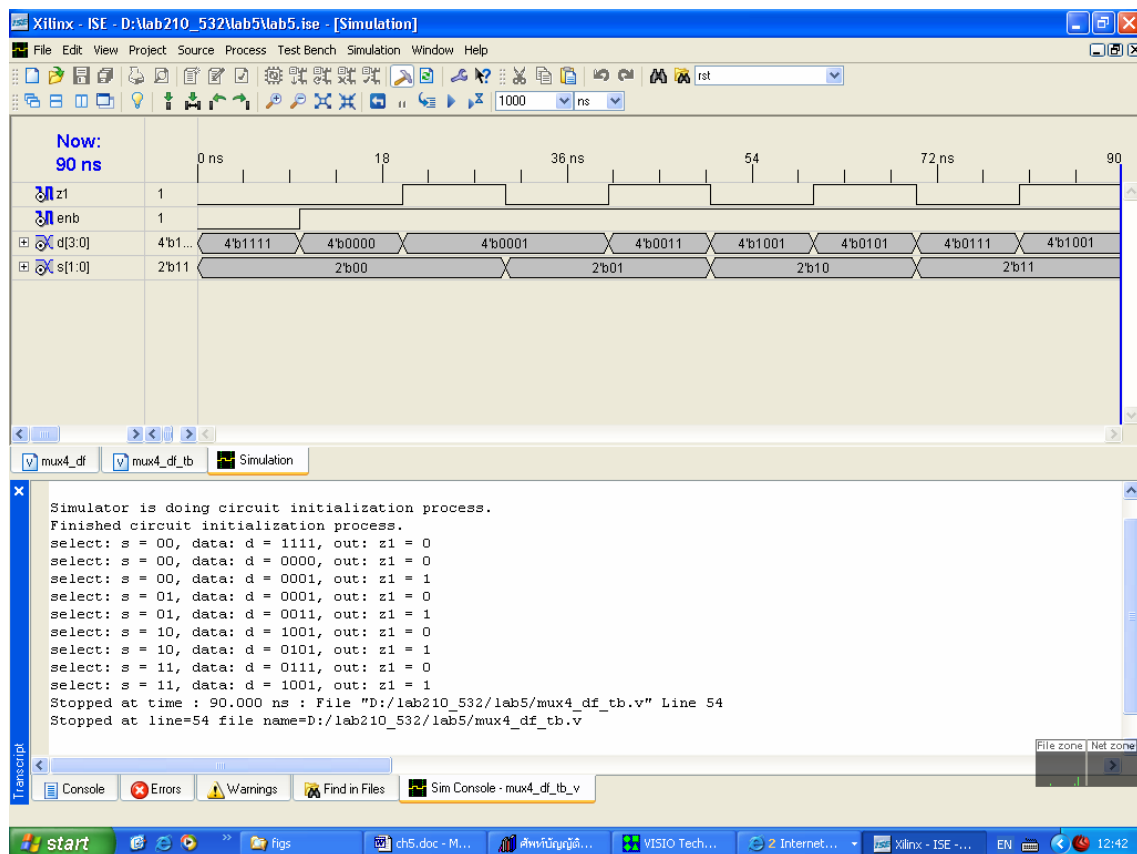 Xilinx - ISE - D:\lab210_532\lab5\lab5.ise - [Simulation]
File Edit View Project Source Process Test Bench Simulation Window Help
rst
1000 ns
Now:
90 ns
0 ns 18 36 ns 54 72 ns 90
z1 1
enb 1
d[3:0] 4'b1... 4'b1111 4'b0000 4'b0001 4'b0011 4'b1001 4'b0101 4'b0111 4'b1001
s[1:0] 2'b11 2'b00 2'b01 2'b10 2'b11
mux4_df mux4_df_tb Simulation
Simulator is doing circuit initialization process.
Finished circuit initialization process.
select: s = 00, data: d = 1111, out: z1 = 0
select: s = 00, data: d = 0000, out: z1 = 0
select: s = 00, data: d = 0001, out: z1 = 1
select: s = 01, data: d = 0001, out: z1 = 0
select: s = 01, data: d = 0011, out: z1 = 1
select: s = 10, data: d = 1001, out: z1 = 0
select: s = 10, data: d = 0101, out: z1 = 1
select: s = 11, data: d = 0111, out: z1 = 0
select: s = 11, data: d = 1001, out: z1 = 1
Stopped at time : 90.000 ns : File "D:/lab210_532/lab5/mux4_df_tb.v" Line 54
Stopped at line=54 file name=D:/lab210_532/lab5/mux4_df_tb.v
File zone Net zone
Transcript
Console Errors Warnings Find in Files Sim Console - mux4_df_tb_v
start figs ch5.doc - M... ศัพท์บัญญัติ... VISIO Tech... 2 Internet... Xilinx - ISE -... EN 12:42